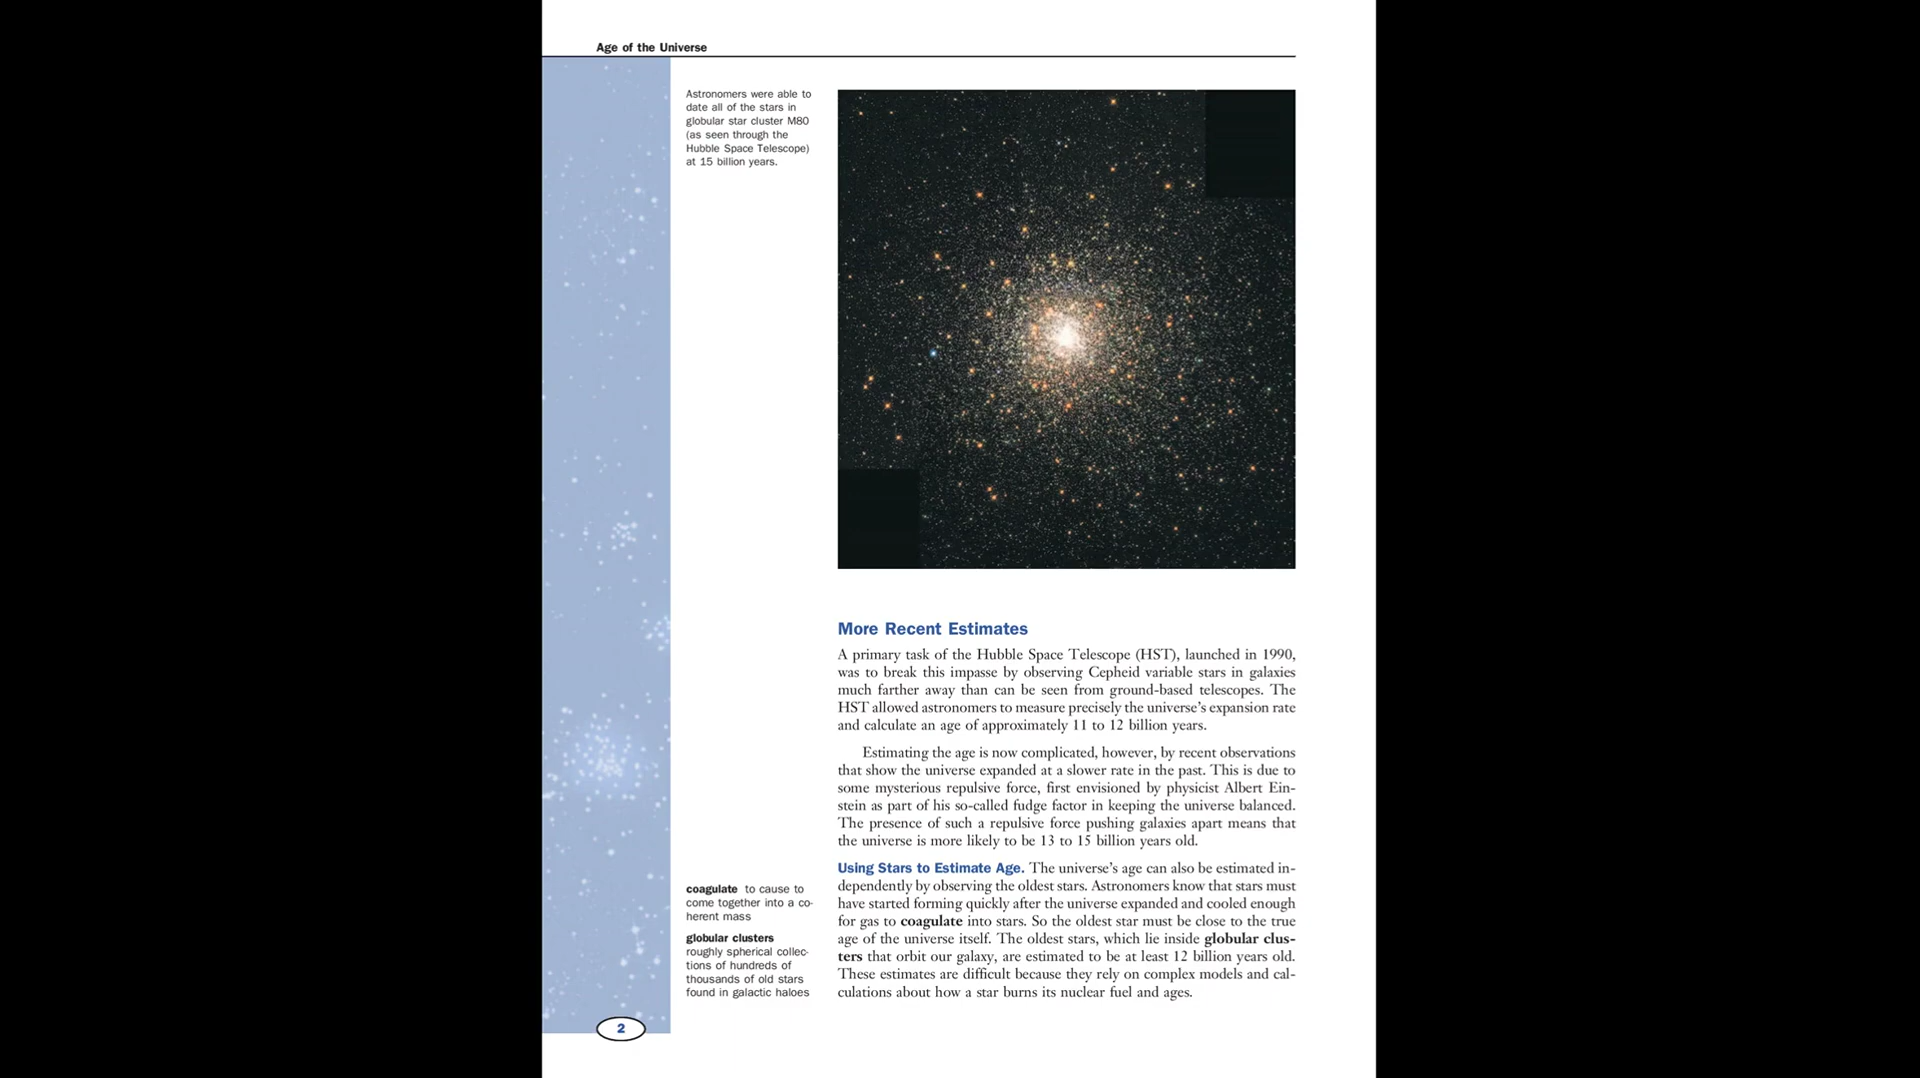 Age of the Universe
Astronomers were able to
date all of the stars in
globular star cluster M80
(as seen through the
Hubble Space Telescope)
at 15 billion years.
More Recent Estimates
A primary task of the Hubble Space Telescope (HST), launched in 1990,
was to break this impasse by observing Cepheid variable stars in galaxies
much farther away than can be seen from ground-based telescopes. The
HST allowed astronomers to measure precisely the universe’s expansion rate
and calculate an age of approximately 11 to 12 billion years.
Estimating the age is now complicated, however, by recent observations
that show the universe expanded at a slower rate in the past. This is due to
some mysterious repulsive force, first envisioned by physicist Albert Ein-
stein as part of his so-called fudge factor in keeping the universe balanced.
The presence of such a repulsive force pushing galaxies apart means that
the universe is more likely to be 13 to 15 billion years old.
Using Stars to Estimate Age. The universe’s age can also be estimated in-
dependently by observing the oldest stars. Astronomers know that stars must
have started forming quickly after the universe expanded and cooled enough
for gas to coagulate into stars. So the oldest star must be close to the true
age of the universe itself. The oldest stars, which lie inside globular clus-
ters that orbit our galaxy, are estimated to be at least 12 billion years old.
These estimates are difficult because they rely on complex models and cal-
culations about how a star burns its nuclear fuel and ages.
coagulate to cause to
come together into a co-
herent mass
globular clusters
roughly spherical collec-
tions of hundreds of
thousands of old stars
found in galactic haloes
2